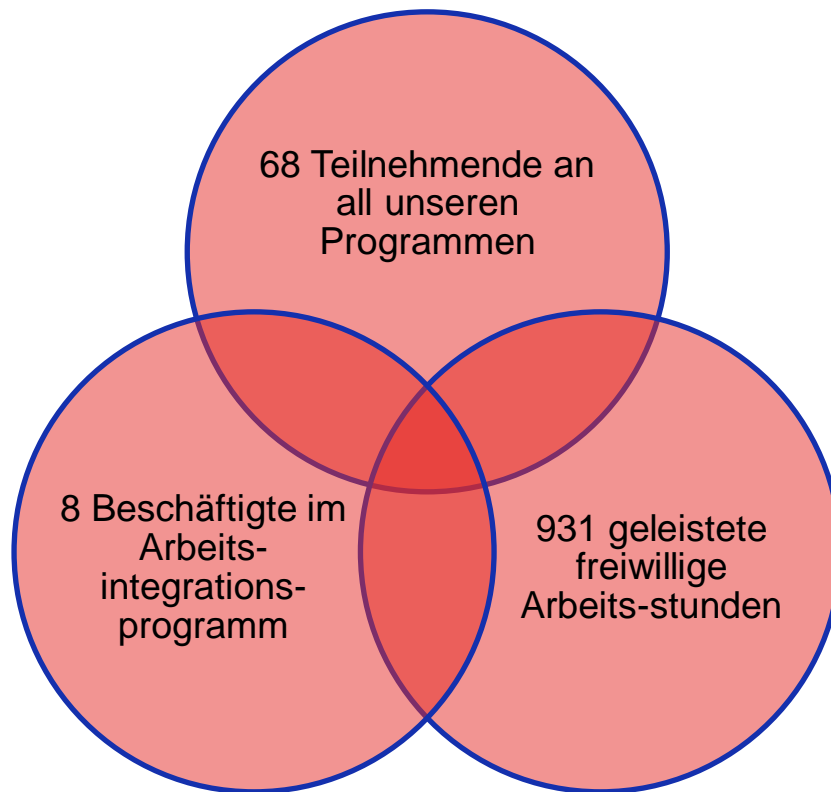 68 Teilnehmende an
all unseren
Programmen
8 Beschäftigte im
Arbeits-
integrations-
programm
931 geleistete
freiwillige
Arbeits-stunden